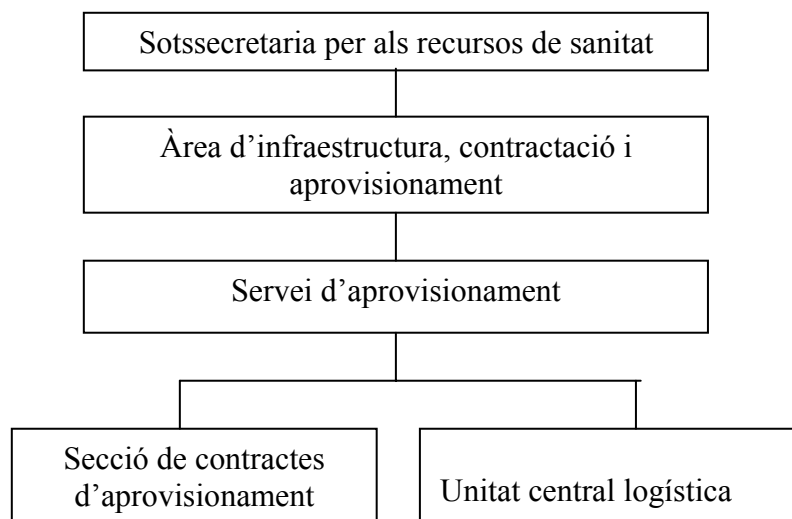 Sotssecretaria per als recursos de sanitat
Àrea d’infraestructura, contractació i
aprovisionament
Servei d’aprovisionament
Secció de contractes
d’aprovisionament
Unitat central logística